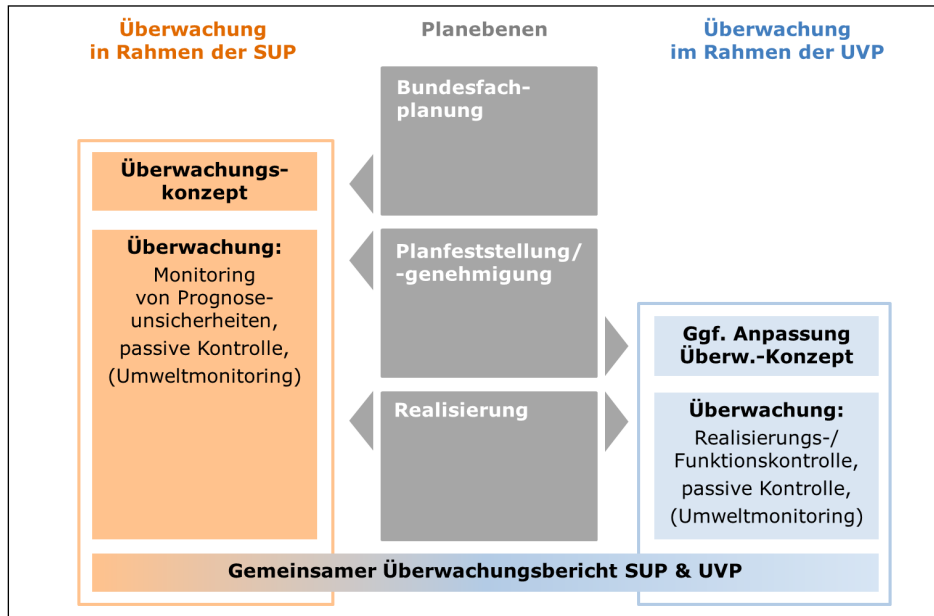 Überwachung
in Rahmen der SUP
Planebenen
Überwachung
im Rahmen der UVP
Bundesfach-
planung
Überwachungs-
konzept
Überwachung:
Monitoring
von Prognose-
unsicherheiten,
passive Kontrolle,
(Umweltmonitoring)
Planfeststellung/
-genehmigung
Ggf. Anpassung
Überw.-Konzept
Realisierung
Überwachung:
Realisierungs-/
Funktionskontrolle,
passive Kontrolle,
(Umweltmonitoring)
Gemeinsamer Überwachungsbericht SUP & UVP